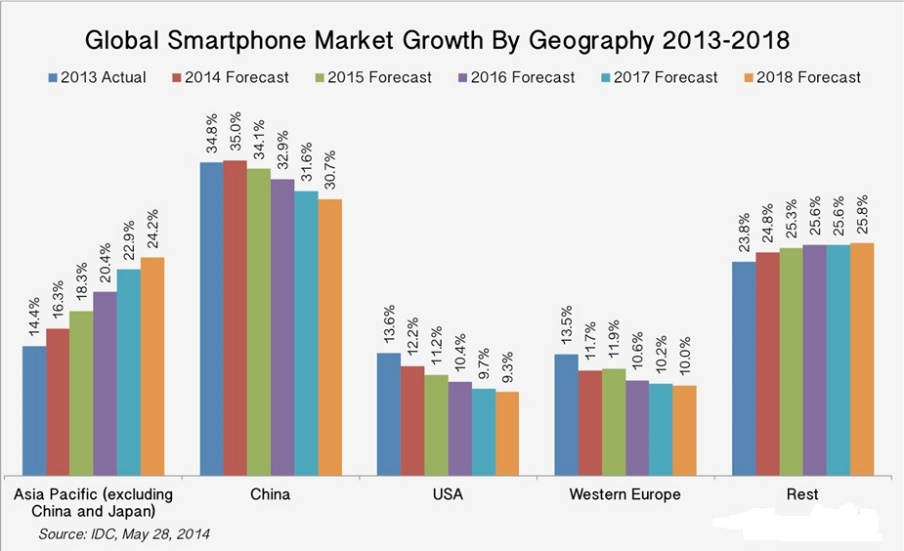 Global Smartphone Market Growth By Geography 2013-2018
2013 Actual 2014 Forecast 2015 Forecast 2016 Forecast 2017 Forecast 2018 Forecast
14.4% 16.3% 18.3% 20.4% 22.9% 24.2%
34.8% 35.0% 34.1% 32.9% 31.6% 30.7%
13.6% 12.2% 11.2% 10.4% 9.7% 9.3%
13.5% 11.7% 11.9% 10.6% 10.2% 10.0%
23.8% 24.8% 25.3% 25.6% 25.6% 25.8%
Asia Pacific (excluding
China and Japan)
China
USA
Western Europe
Rest
Source: IDC, May 28, 2014